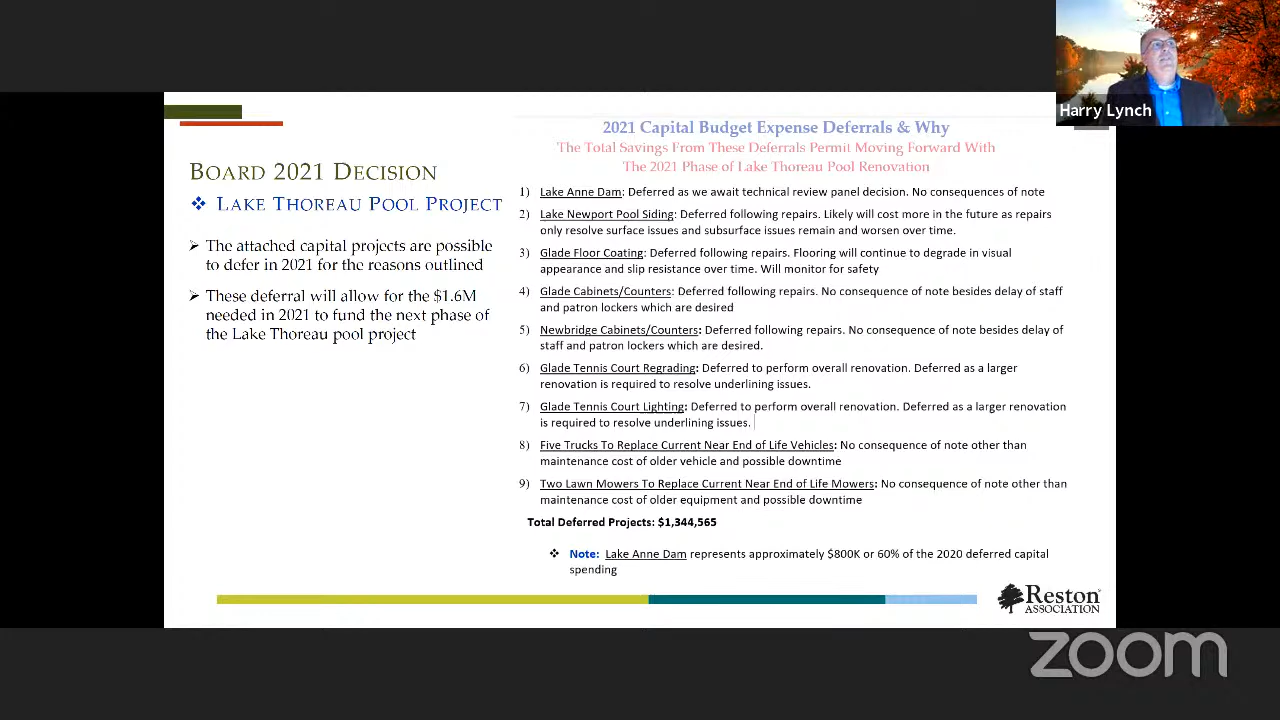 Harry Lynch
BOARD 2021 DECISION
❖ LAKE THOREAU POOL PROJECT
➢ The attached capital projects are possible
to defer in 2021 for the reasons outlined
➢ These deferral will allow for the $1.6M
needed in 2021 to fund the next phase of
the Lake Thoreau pool project
2021 Capital Budget Expense Deferrals & Why
The Total Savings From These Deferrals Permit Moving Forward With
The 2021 Phase of Lake Thoreau Pool Renovation
1) Lake Anne Dam: Deferred as we await technical review panel decision. No consequences of note
2) Lake Newport Pool Siding: Deferred following repairs. Likely will cost more in the future as repairs
only resolve surface issues and subsurface issues remain and worsen over time.
3) Glade Floor Coating: Deferred following repairs. Flooring will continue to degrade in visual
appearance and slip resistance over time. Will monitor for safety
4) Glade Cabinets/Counters: Deferred following repairs. No consequence of note besides delay of staff
and patron lockers which are desired
5) Newbridge Cabinets/Counters: Deferred following repairs. No consequence of note besides delay of
staff and patron lockers which are desired.
6) Glade Tennis Court Regrading: Deferred to perform overall renovation. Deferred as a larger
renovation is required to resolve underlining issues.
7) Glade Tennis Court Lighting: Deferred to perform overall renovation. Deferred as a larger renovation
is required to resolve underlining issues.
8) Five Trucks To Replace Current Near End of Life Vehicles: No consequence of note other than
maintenance cost of older vehicle and possible downtime
9) Two Lawn Mowers To Replace Current Near End of Life Mowers: No consequence of note other than
maintenance cost of older equipment and possible downtime
Total Deferred Projects: $1,344,565
❖ Note: Lake Anne Dam represents approximately $800K or 60% of the 2020 deferred capital
spending
Reston
ASSOCIATION
zoom